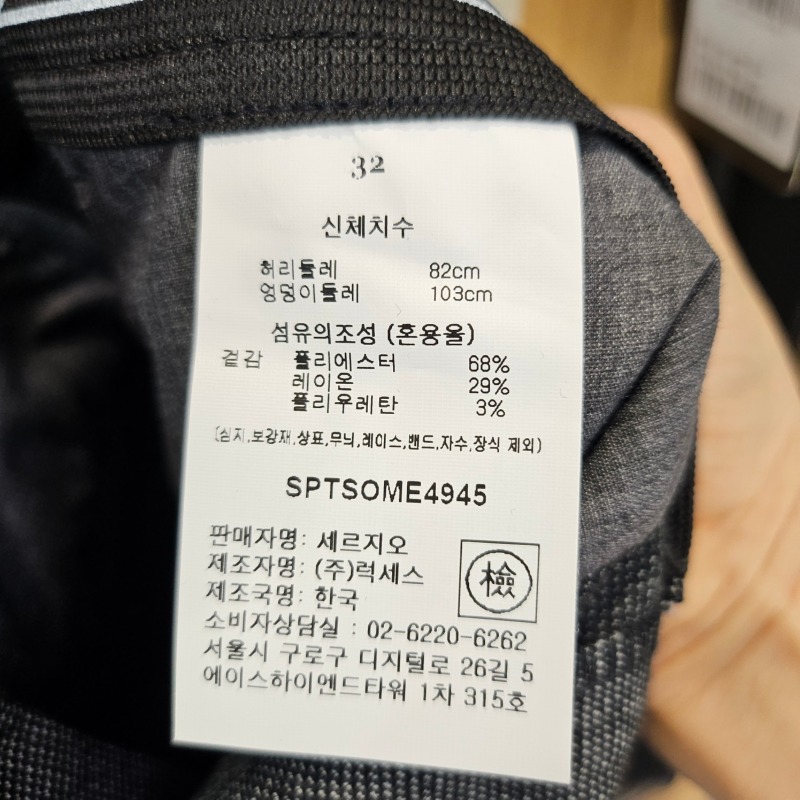 32
신체치수
허리둘레 82cm
엉덩이둘레 103cm
섬유의조성 (혼용율)
겉감 폴리에스터 68%
레이온 29%
폴리우레탄 3%
(심지,보강재,상표,무늬,레이스,밴드,자수,장식 제외)
SPTSOME4945
판매자명: 세르지오
제조자명: (주)럭세스
제조국명: 한국
檢
소비자상담실 : 02-6220-6262
서울시 구로구 디지털로 26길 5
에이스하이엔드타워 1차 315호